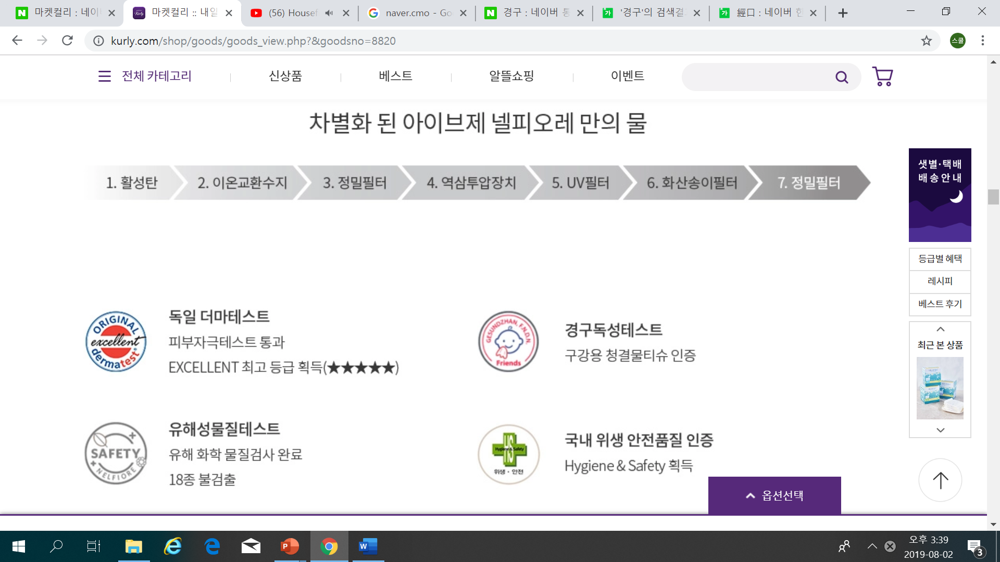 마켓컬리 : 네이
마켓컬리 :: 내일
(56) Housef
naver.cmo - Go
경구 : 네이버 통
'경구'의 검색결
經口 : 네이버 한
kurly.com/shop/goods/goods_view.php?&goodsno=8820
스쿨
전체 카테고리
신상품
베스트
알뜰쇼핑
이벤트
차별화 된 아이브제 넬피오레 만의 물
1. 활성탄
2. 이온교환수지
3. 정밀필터
4. 역삼투압장치
5. UV필터
6. 화산송이필터
7. 정밀필터
샛별·택배
배송안내
등급별 혜택
레시피
베스트 후기
최근 본 상품
ORIGINAL
excellent
dermatest
독일 더마테스트
피부자극테스트 통과
EXCELLENT 최고 등급 획득(★★★★★)
GESUNDZHAN, F.N.D.N.
Friends
경구독성테스트
구강용 청결물티슈 인증
SAFETY
NELFIORE
유해성물질테스트
유해 화학 물질검사 완료
18종 불검출
HS
Hygiene & Safety
위생·안전
국내 위생 안전품질 인증
Hygiene & Safety 획득
옵션선택
오후 3:39
2019-08-02
3